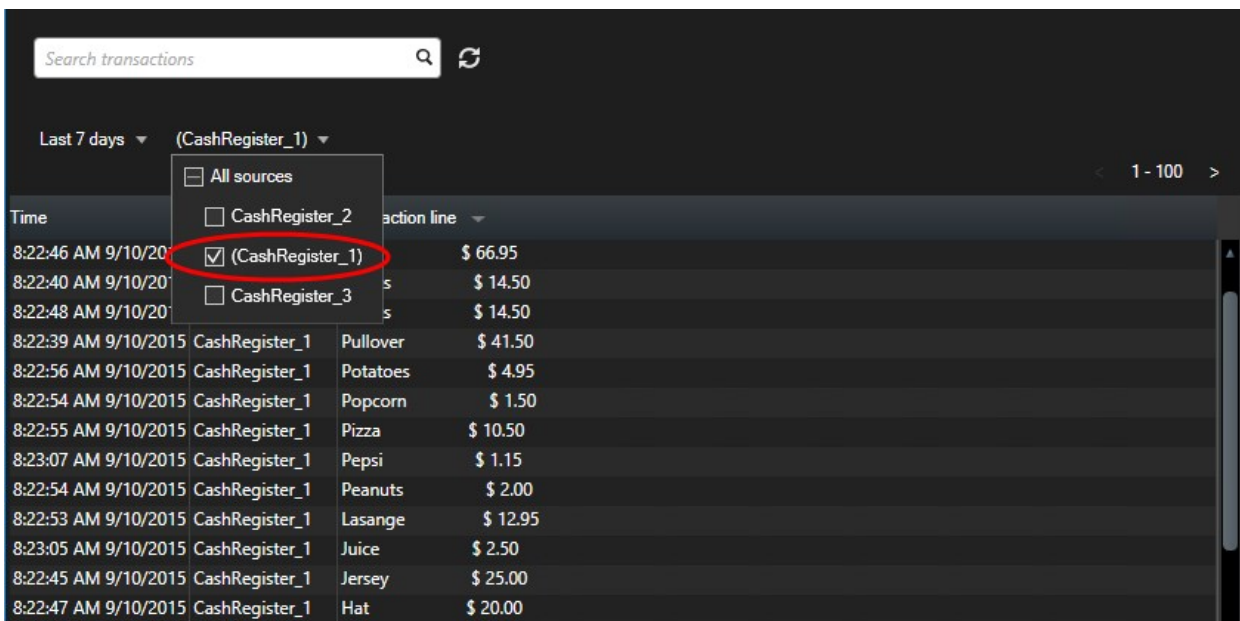 Search transactions
Last 7 days (CashRegister_1)
All sources
1 - 100 >
CashRegister_2
Time action line
(CashRegister_1)
8:22:46 AM 9/10/20 $ 66.95
8:22:40 AM 9/10/201 s $ 14.50
CashRegister_3
8:22:48 AM 9/10/201 s $ 14.50
8:22:39 AM 9/10/2015 CashRegister_1 Pullover $ 41.50
8:22:56 AM 9/10/2015 CashRegister_1 Potatoes $ 4.95
8:22:54 AM 9/10/2015 CashRegister_1 Popcorn $ 1.50
8:22:55 AM 9/10/2015 CashRegister_1 Pizza $ 10.50
8:23:07 AM 9/10/2015 CashRegister_1 Pepsi $ 1.15
8:22:54 AM 9/10/2015 CashRegister_1 Peanuts $ 2.00
8:22:53 AM 9/10/2015 CashRegister_1 Lasange $ 12.95
8:23:05 AM 9/10/2015 CashRegister_1 Juice $ 2.50
8:22:45 AM 9/10/2015 CashRegister_1 Jersey $ 25.00
8:22:47 AM 9/10/2015 CashRegister_1 Hat $ 20.00